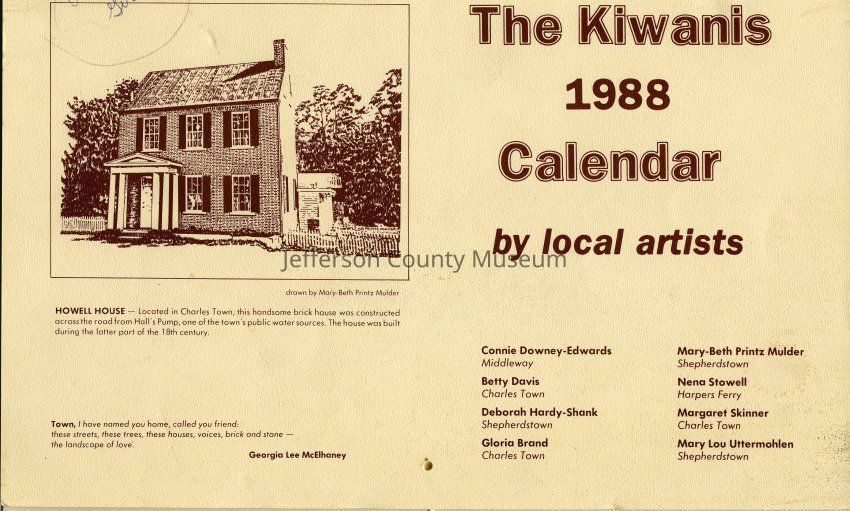 The Kiwanis
1988
Calendar
by local artists
Jefferson County Museum
drawn by Mary-Beth Printz Mulder
HOWELL HOUSE — Located in Charles Town, this handsome brick house was constructed
across the road from Hall's Pump, one of the town's public water sources. The house was built
during the latter part of the 18th century.
Town, I have named you home, called you friend:
these streets, these trees, these houses, voices, brick and stone —
the landscape of love'.
Georgia Lee McElhaney
Connie Downey-Edwards
Middleway
Betty Davis
Charles Town
Deborah Hardy-Shank
Shepherdstown
Gloria Brand
Charles Town
Mary-Beth Printz Mulder
Shepherdstown
Nena Stowell
Harpers Ferry
Margaret Skinner
Charles Town
Mary Lou Uttermohlen
Shepherdstown